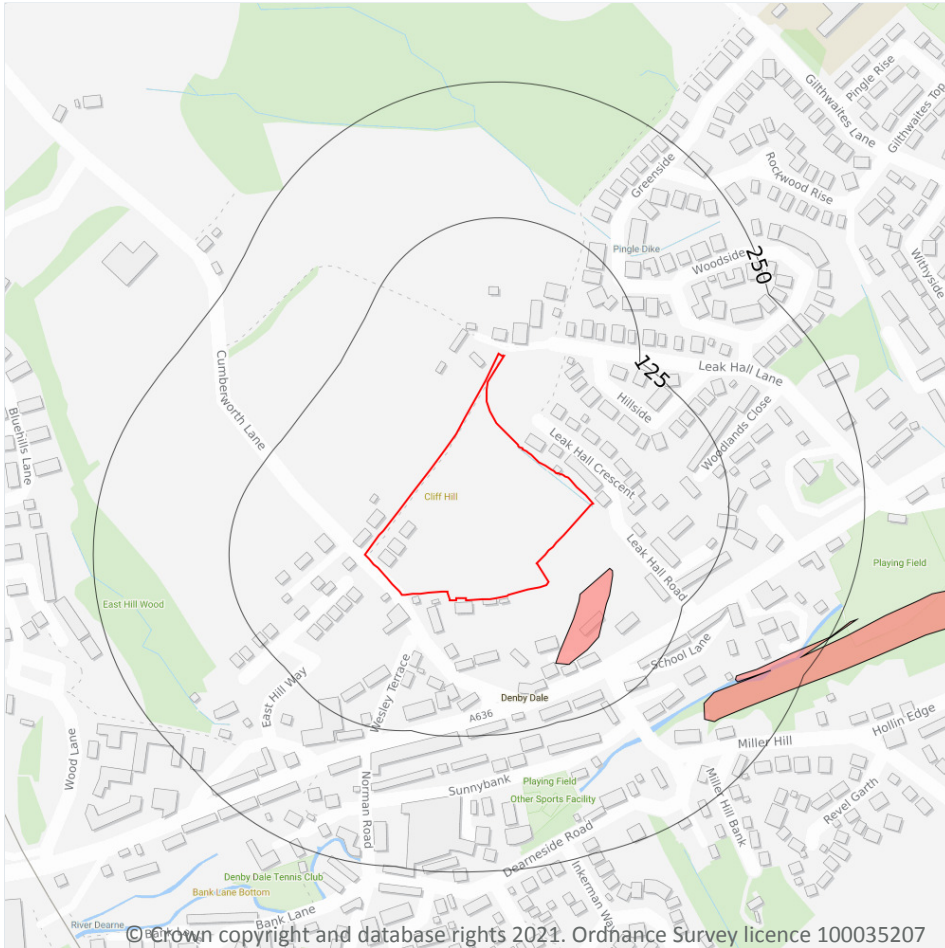 Gilthwaites Lane
Pingle Rise
Gilthwaites Top
Greenside
Rockwood Rise
Pingle Dike
Woodside
250
Withyside
Cumberworth Lane
125
Leak Hall Lane
Hillside
Woodlands Close
Bluehills Lane
Leak Hall Crescent
Cliff Hill
Leak Hall Road
Playing Field
East Hill Wood
School Lane
East Hill Way
Wesley Terrace
Denby Dale
A636
Hollin Edge
Miller Hill
Wood Lane
Sunnybank
Playing Field
Other Sports Facility
Norman Road
Miller Hill Bank
Revel Garth
Dearneside Road
Inkerman Way
Denby Dale Tennis Club
Bank Lane Bottom
River Dearne
Bank Lane
© Crown copyright and database rights 2021. Ordnance Survey licence 100035207